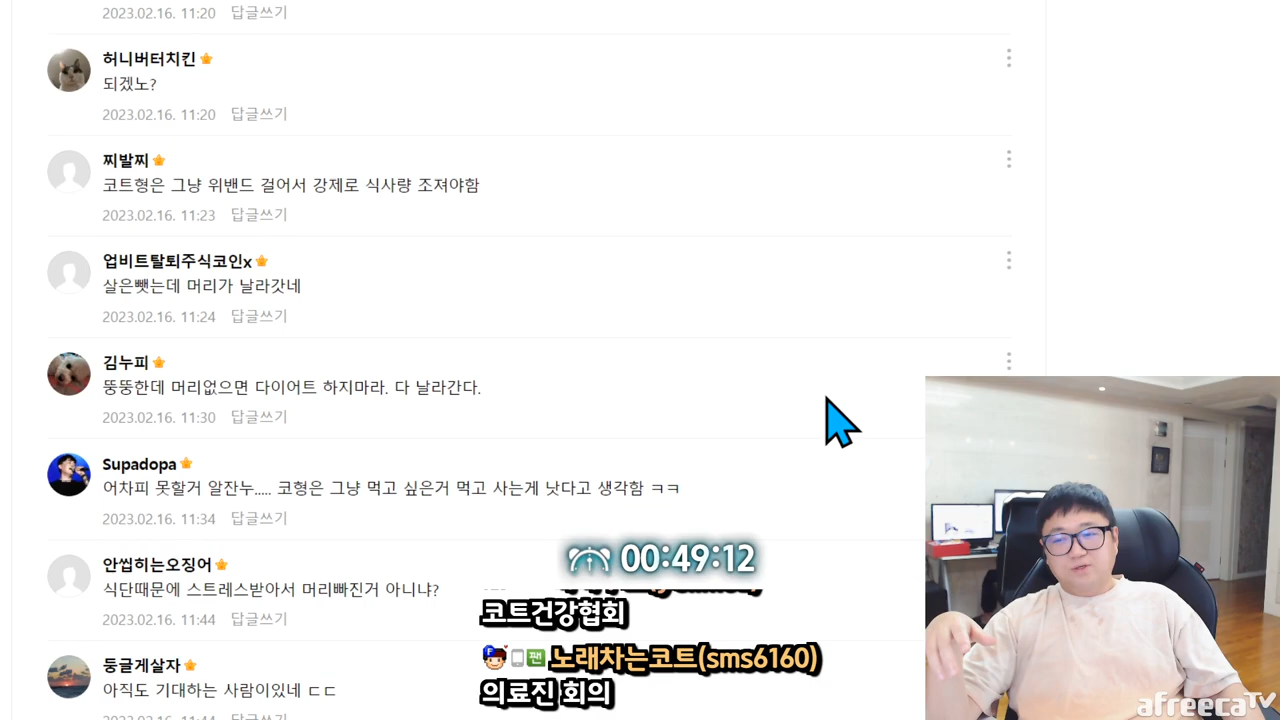 2023.02.16. 11:20 답글쓰기
허니버터치킨
되겠노?
2023.02.16. 11:20 답글쓰기
찌발찌
코트형은 그냥 위밴드 걸어서 강제로 식사량 조져야함
2023.02.16. 11:23 답글쓰기
업비트탈퇴주식코인x
살은뺏는데 머리가 날라갓네
2023.02.16. 11:24 답글쓰기
김누피
뚱뚱한데 머리없으면 다이어트 하지마라. 다 날라간다.
2023.02.16. 11:30 답글쓰기
Supadopa
어차피 못할거 알잔누..... 코형은 그냥 먹고 싶은거 먹고 사는게 낫다고 생각함 ㅋㅋ
2023.02.16. 11:34 답글쓰기
안씹히는오징어
식단때문에 스트레스받아서 머리빠진거 아니냐?
2023.02.16. 11:44 답글쓰기
둥글게살자
아직도 기대하는 사람이있네 ㄷㄷ
2023.02.16. 11:44 답글쓰기
00:49:12
코트건강협회
F 팬 노래차는코트(sms6160)
의료진 회의
afreecaTV